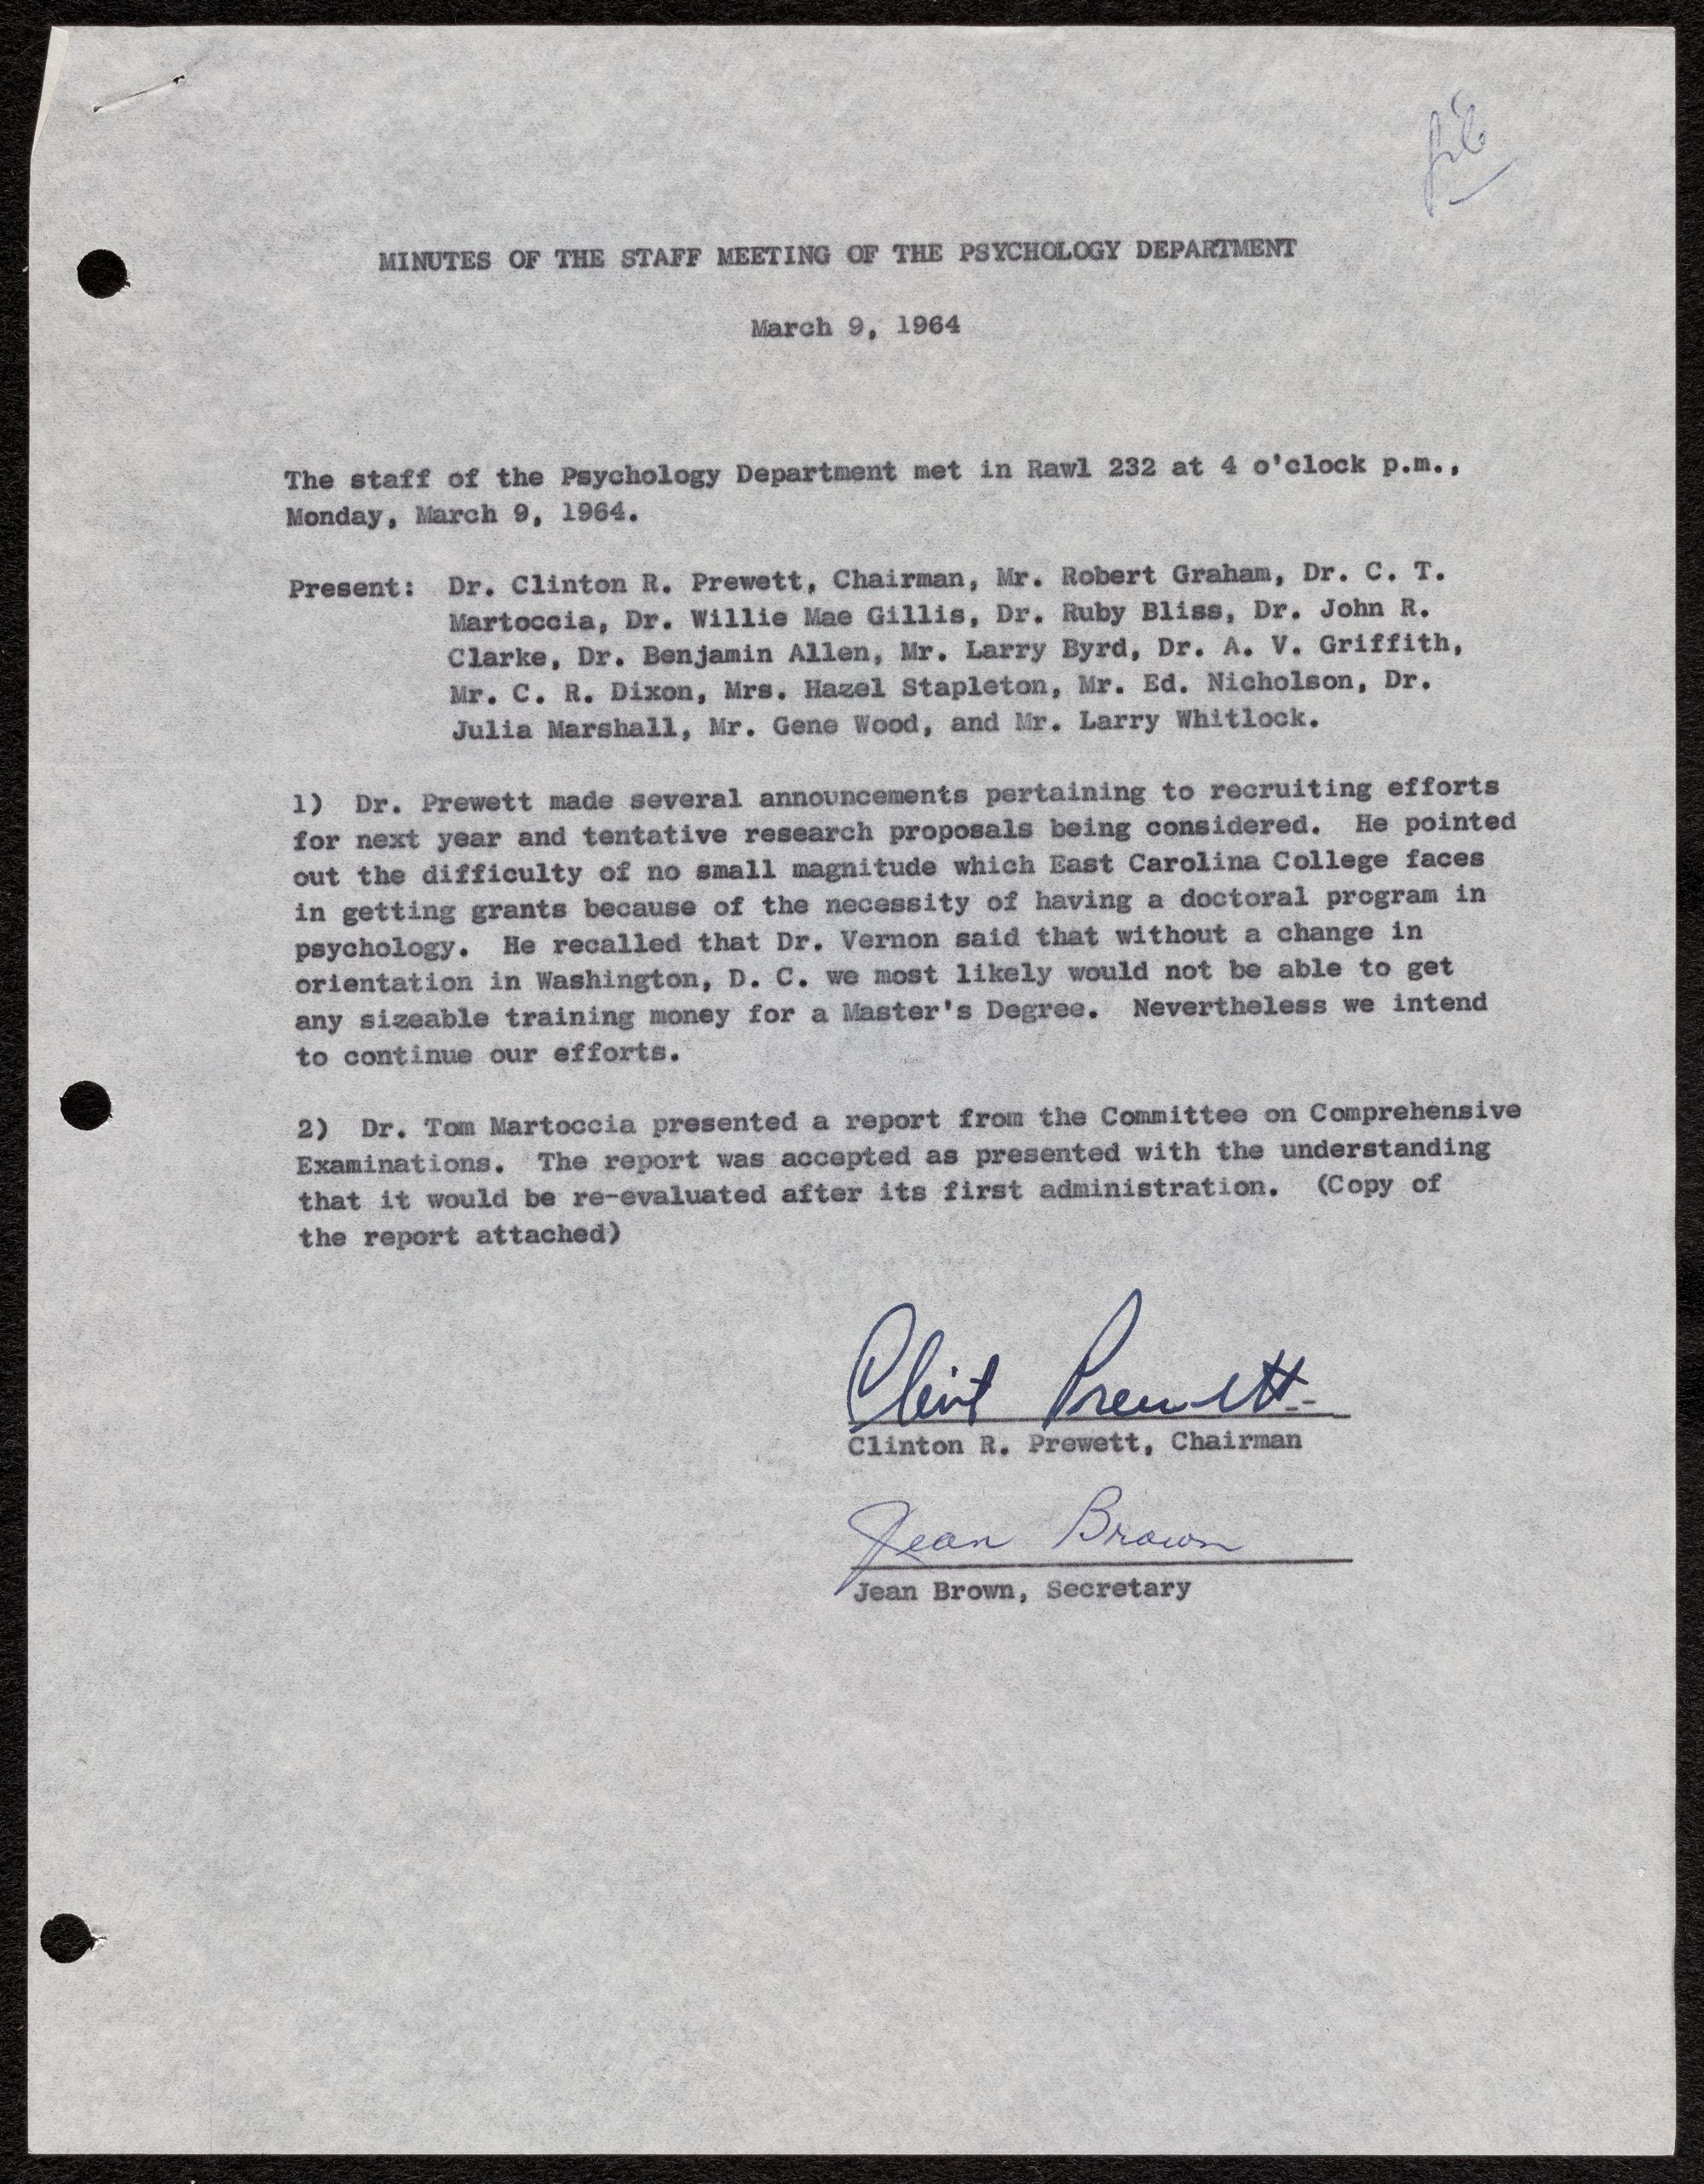 file
MINUTES OF THE STAFF MEETING OF THE PSYCHOLOGY DEPARTMENT
March 9, 1964
The staff of the Psychology Department met in Rawl 232 at 4 o'clock p.m.,
Monday, March 9, 1964.
Present: Dr. Clinton R. Prewett, Chairman, Mr. Robert Graham, Dr. C. T.
Martoccia, Dr. Willie Mae Gillis, Dr. Ruby Bliss, Dr. John R.
Clarke, Dr. Benjamin Allen, Mr. Larry Byrd, Dr. A. V. Griffith,
Mr. C. R. Dixon, Mrs. Hazel Stapleton, Mr. Ed. Nicholson, Dr.
Julia Marshall, Mr. Gene Wood, and Mr. Larry Whitlock.
1) Dr. Prewett made several announcements pertaining to recruiting efforts
for next year and tentative research proposals being considered. He pointed
out the difficulty of no small magnitude which East Carolina College faces
in getting grants because of the necessity of having a doctoral program in
psychology. He recalled that Dr. Vernon said that without a change in
orientation in Washington, D. C. we most likely would not be able to get
any sizeable training money for a Master's Degree. Nevertheless we intend
to continue our efforts.
2) Dr. Tom Martoccia presented a report from the Committee on Comprehensive
Examinations. The report was accepted as presented with the understanding
that it would be re-evaluated after its first administration. (Copy of
the report attached)
Clint Prewett
Clinton R. Prewett, Chairman
Jean Brown
Jean Brown, Secretary